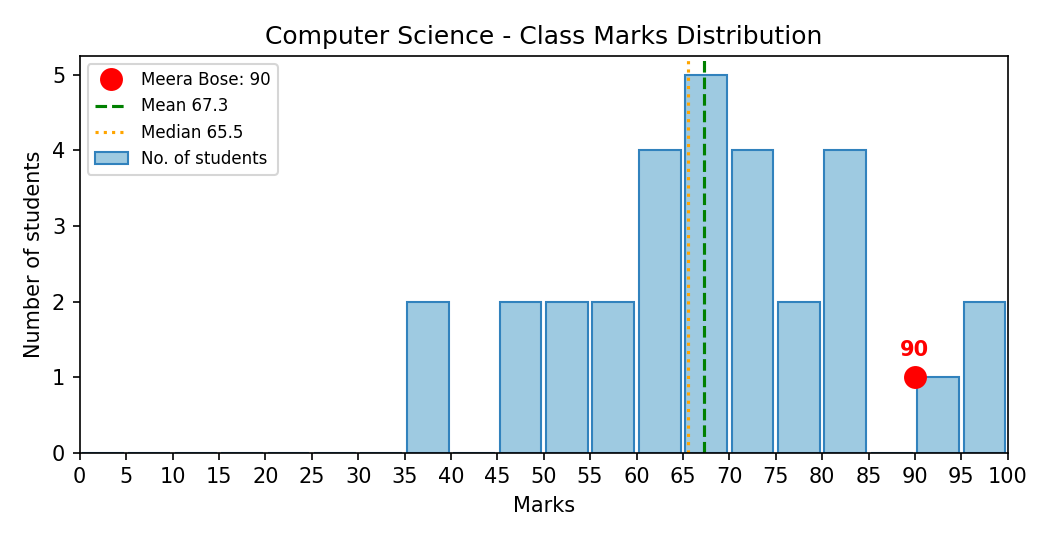 Computer Science - Class Marks Distribution
Meera Bose: 90
Mean 67.3
Median 65.5
No. of students
Number of students
5
4
3
2
1
0
90
0 5 10 15 20 25 30 35 40 45 50 55 60 65 70 75 80 85 90 95 100
Marks